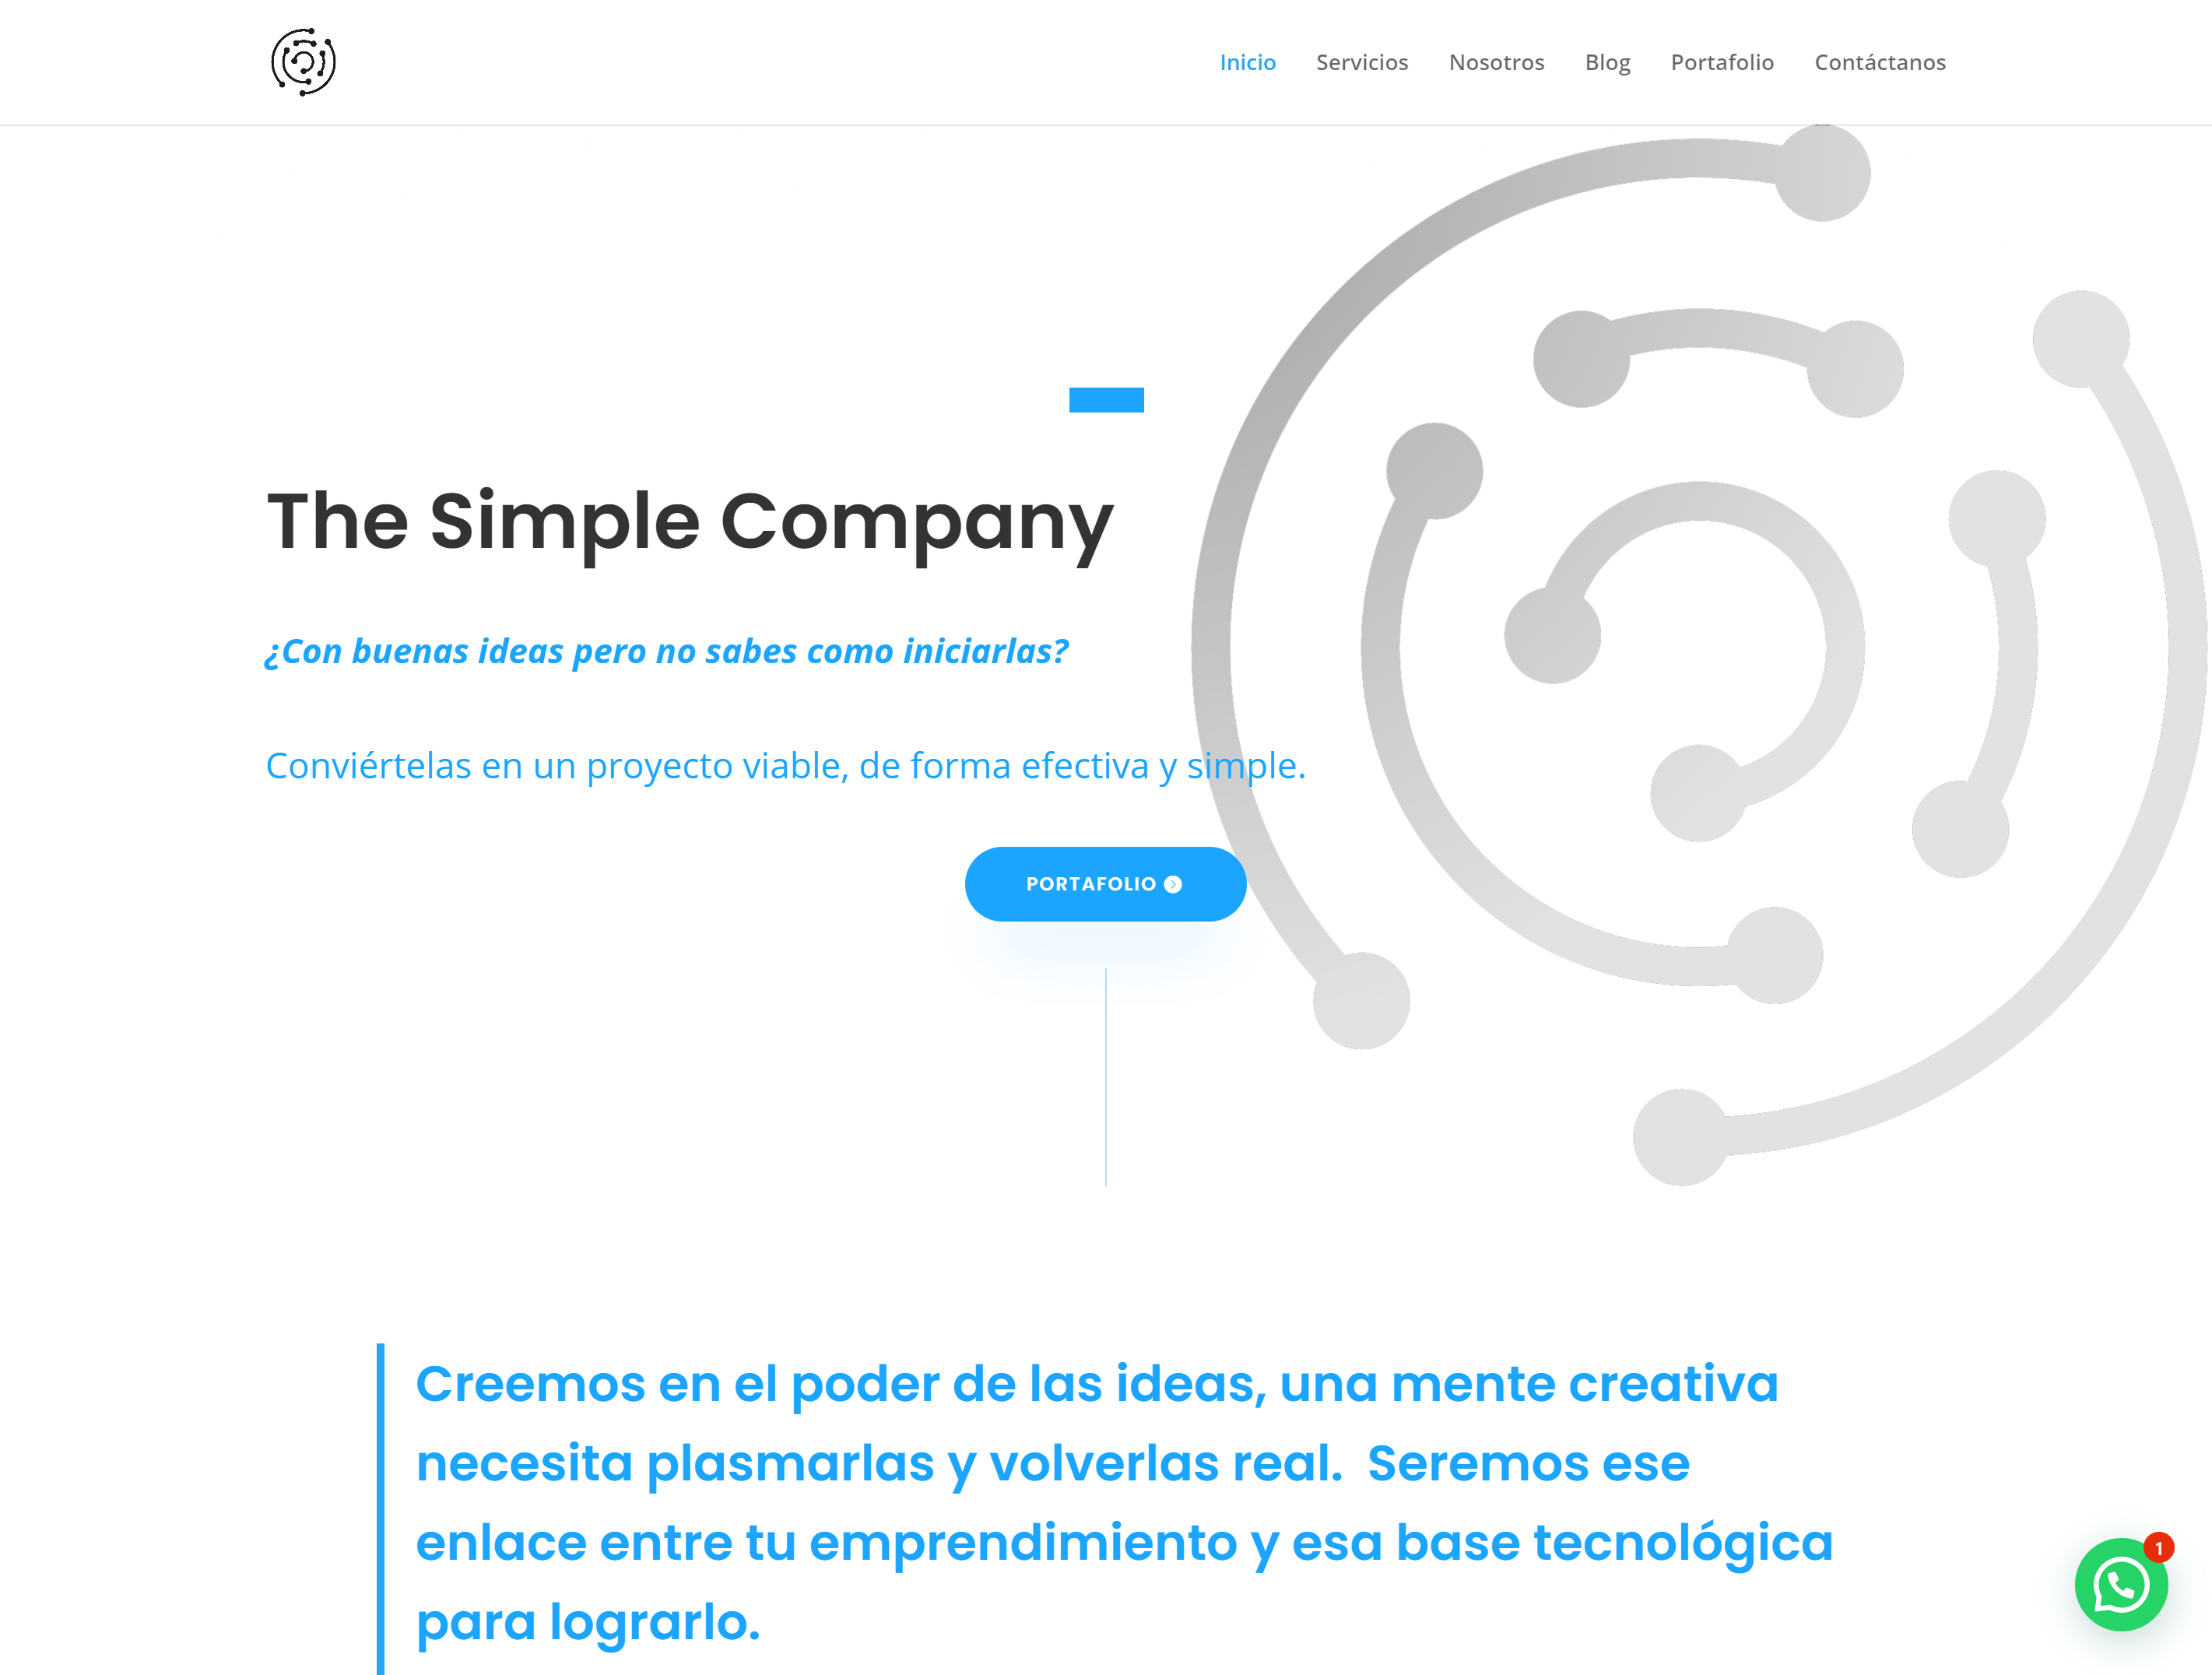 Inicio Servicios Nosotros Blog Portafolio Contáctanos
The Simple Company
¿Con buenas ideas pero no sabes como iniciarlas?
Conviértelas en un proyecto viable, de forma efectiva y simple.
PORTAFOLIO
Creemos en el poder de las ideas, una mente creativa
necesita plasmarlas y volverlas real.  Seremos ese
enlace entre tu emprendimiento y esa base tecnológica
para lograrlo.
1